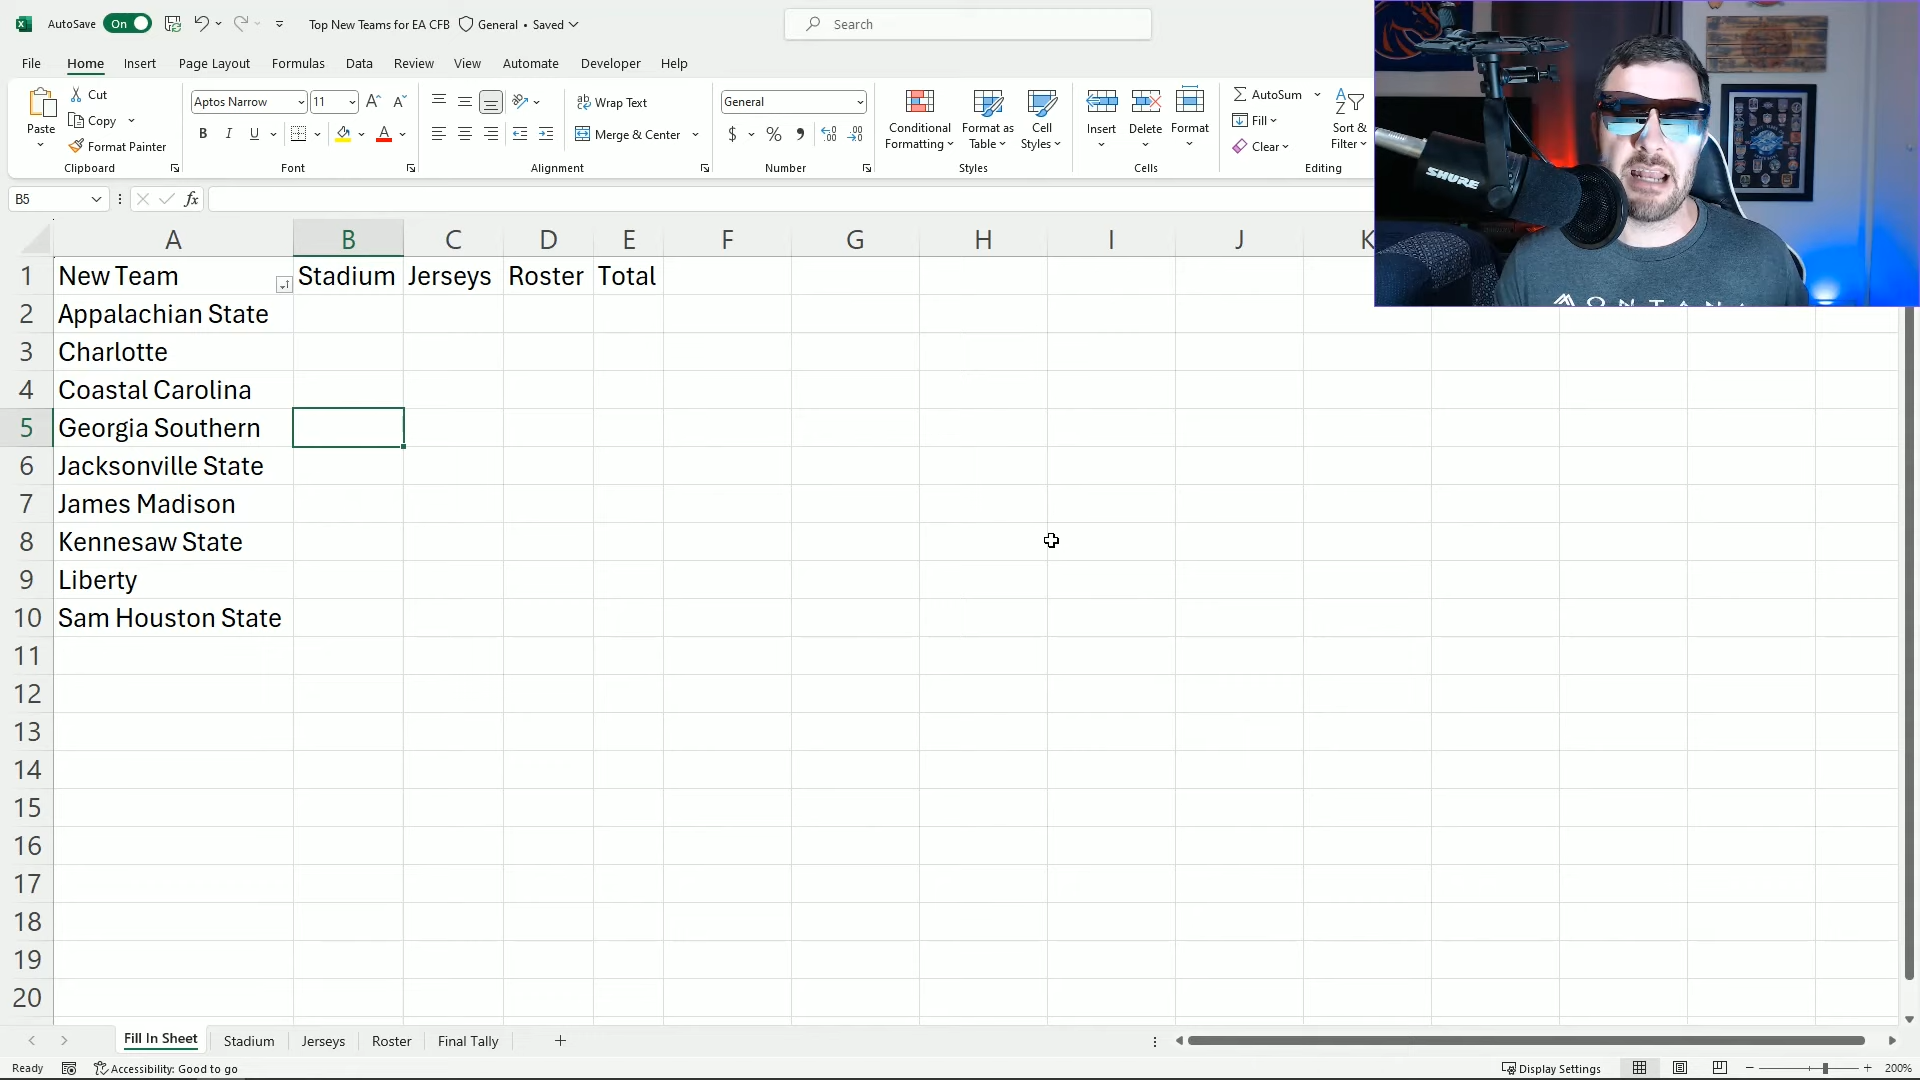 AutoSave On Top New Teams for EA CFB General • Saved Search
File Home Insert Page Layout Formulas Data Review View Automate Developer Help
Paste
Cut
Copy
Format Painter
Clipboard
Aptos Narrow 11
B I U
Font
Wrap Text
Merge & Center
Alignment
General
$ % 9
Number
Conditional Formatting
Format as Table
Cell Styles
Styles
Insert
Delete
Format
Cells
AutoSum
Fill
Clear
Sort & Filter
Editing
B5 fx
A B C D E F G H I J K
1 New Team Stadium Jerseys Roster Total
2 Appalachian State
3 Charlotte
4 Coastal Carolina
5 Georgia Southern
6 Jacksonville State
7 James Madison
8 Kennesaw State
9 Liberty
10 Sam Houston State
11
12
13
14
15
16
17
18
19
20
Fill In Sheet Stadium Jerseys Roster Final Tally
Ready Accessibility: Good to go Display Settings 200%
SHURE
MONTANA